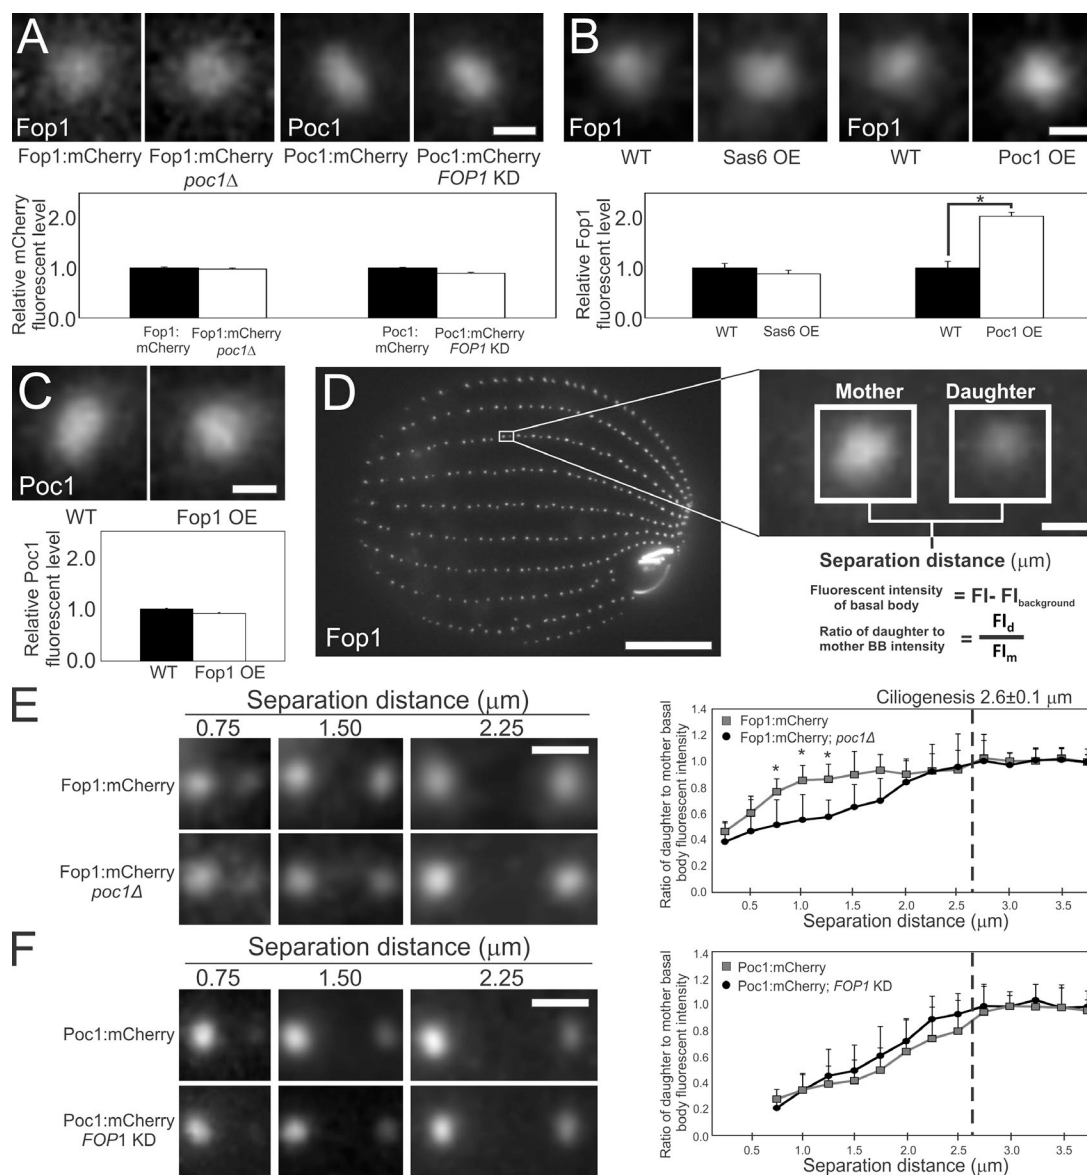 A
Fop1
Poc1
Fop1:mCherry
Fop1:mCherry
poc1Δ
Poc1:mCherry
Poc1:mCherry
FOP1 KD
Relative mCherry
fluorescent level
2.0
1.0
0.0
Fop1:
mCherry
Fop1:mCherry
poc1Δ
Poc1:
mCherry
Poc1:mCherry
FOP1 KD
B
Fop1
Fop1
WT
Sas6 OE
WT
Poc1 OE
Relative Fop1
fluorescent level
2.0
1.0
0.0
*
WT
Sas6 OE
WT
Poc1 OE
C
Poc1
WT
Fop1 OE
Relative Poc1
fluorescent level
2.0
1.0
0.0
WT
Fop1 OE
D
Fop1
Mother
Daughter
Separation distance (μm)
Fluorescent intensity
of basal body
= FI- FIbackground
Ratio of daughter to
mother BB intensity
=
FId
FIm
E
Separation distance (μm)
0.75 1.50 2.25
Fop1:mCherry
Fop1:mCherry
poc1Δ
Ciliogenesis 2.6±0.1 μm
Ratio of daughter to mother basal
body fluorescent intensity
1.4
1.2
1.0
0.8
0.6
0.4
0.2
0.0
Fop1:mCherry
Fop1:mCherry; poc1Δ
* * *
0.5 1.0 1.5 2.0 2.5 3.0 3.5
Separation distance (μm)
F
Separation distance (μm)
0.75 1.50 2.25
Poc1:mCherry
Poc1:mCherry
FOP1 KD
Ratio of daughter to mother basal
body fluorescent intensity
1.4
1.2
1.0
0.8
0.6
0.4
0.2
0.0
Poc1:mCherry
Poc1:mCherry; FOP1 KD
0.5 1.0 1.5 2.0 2.5 3.0 3.5
Separation distance (μm)